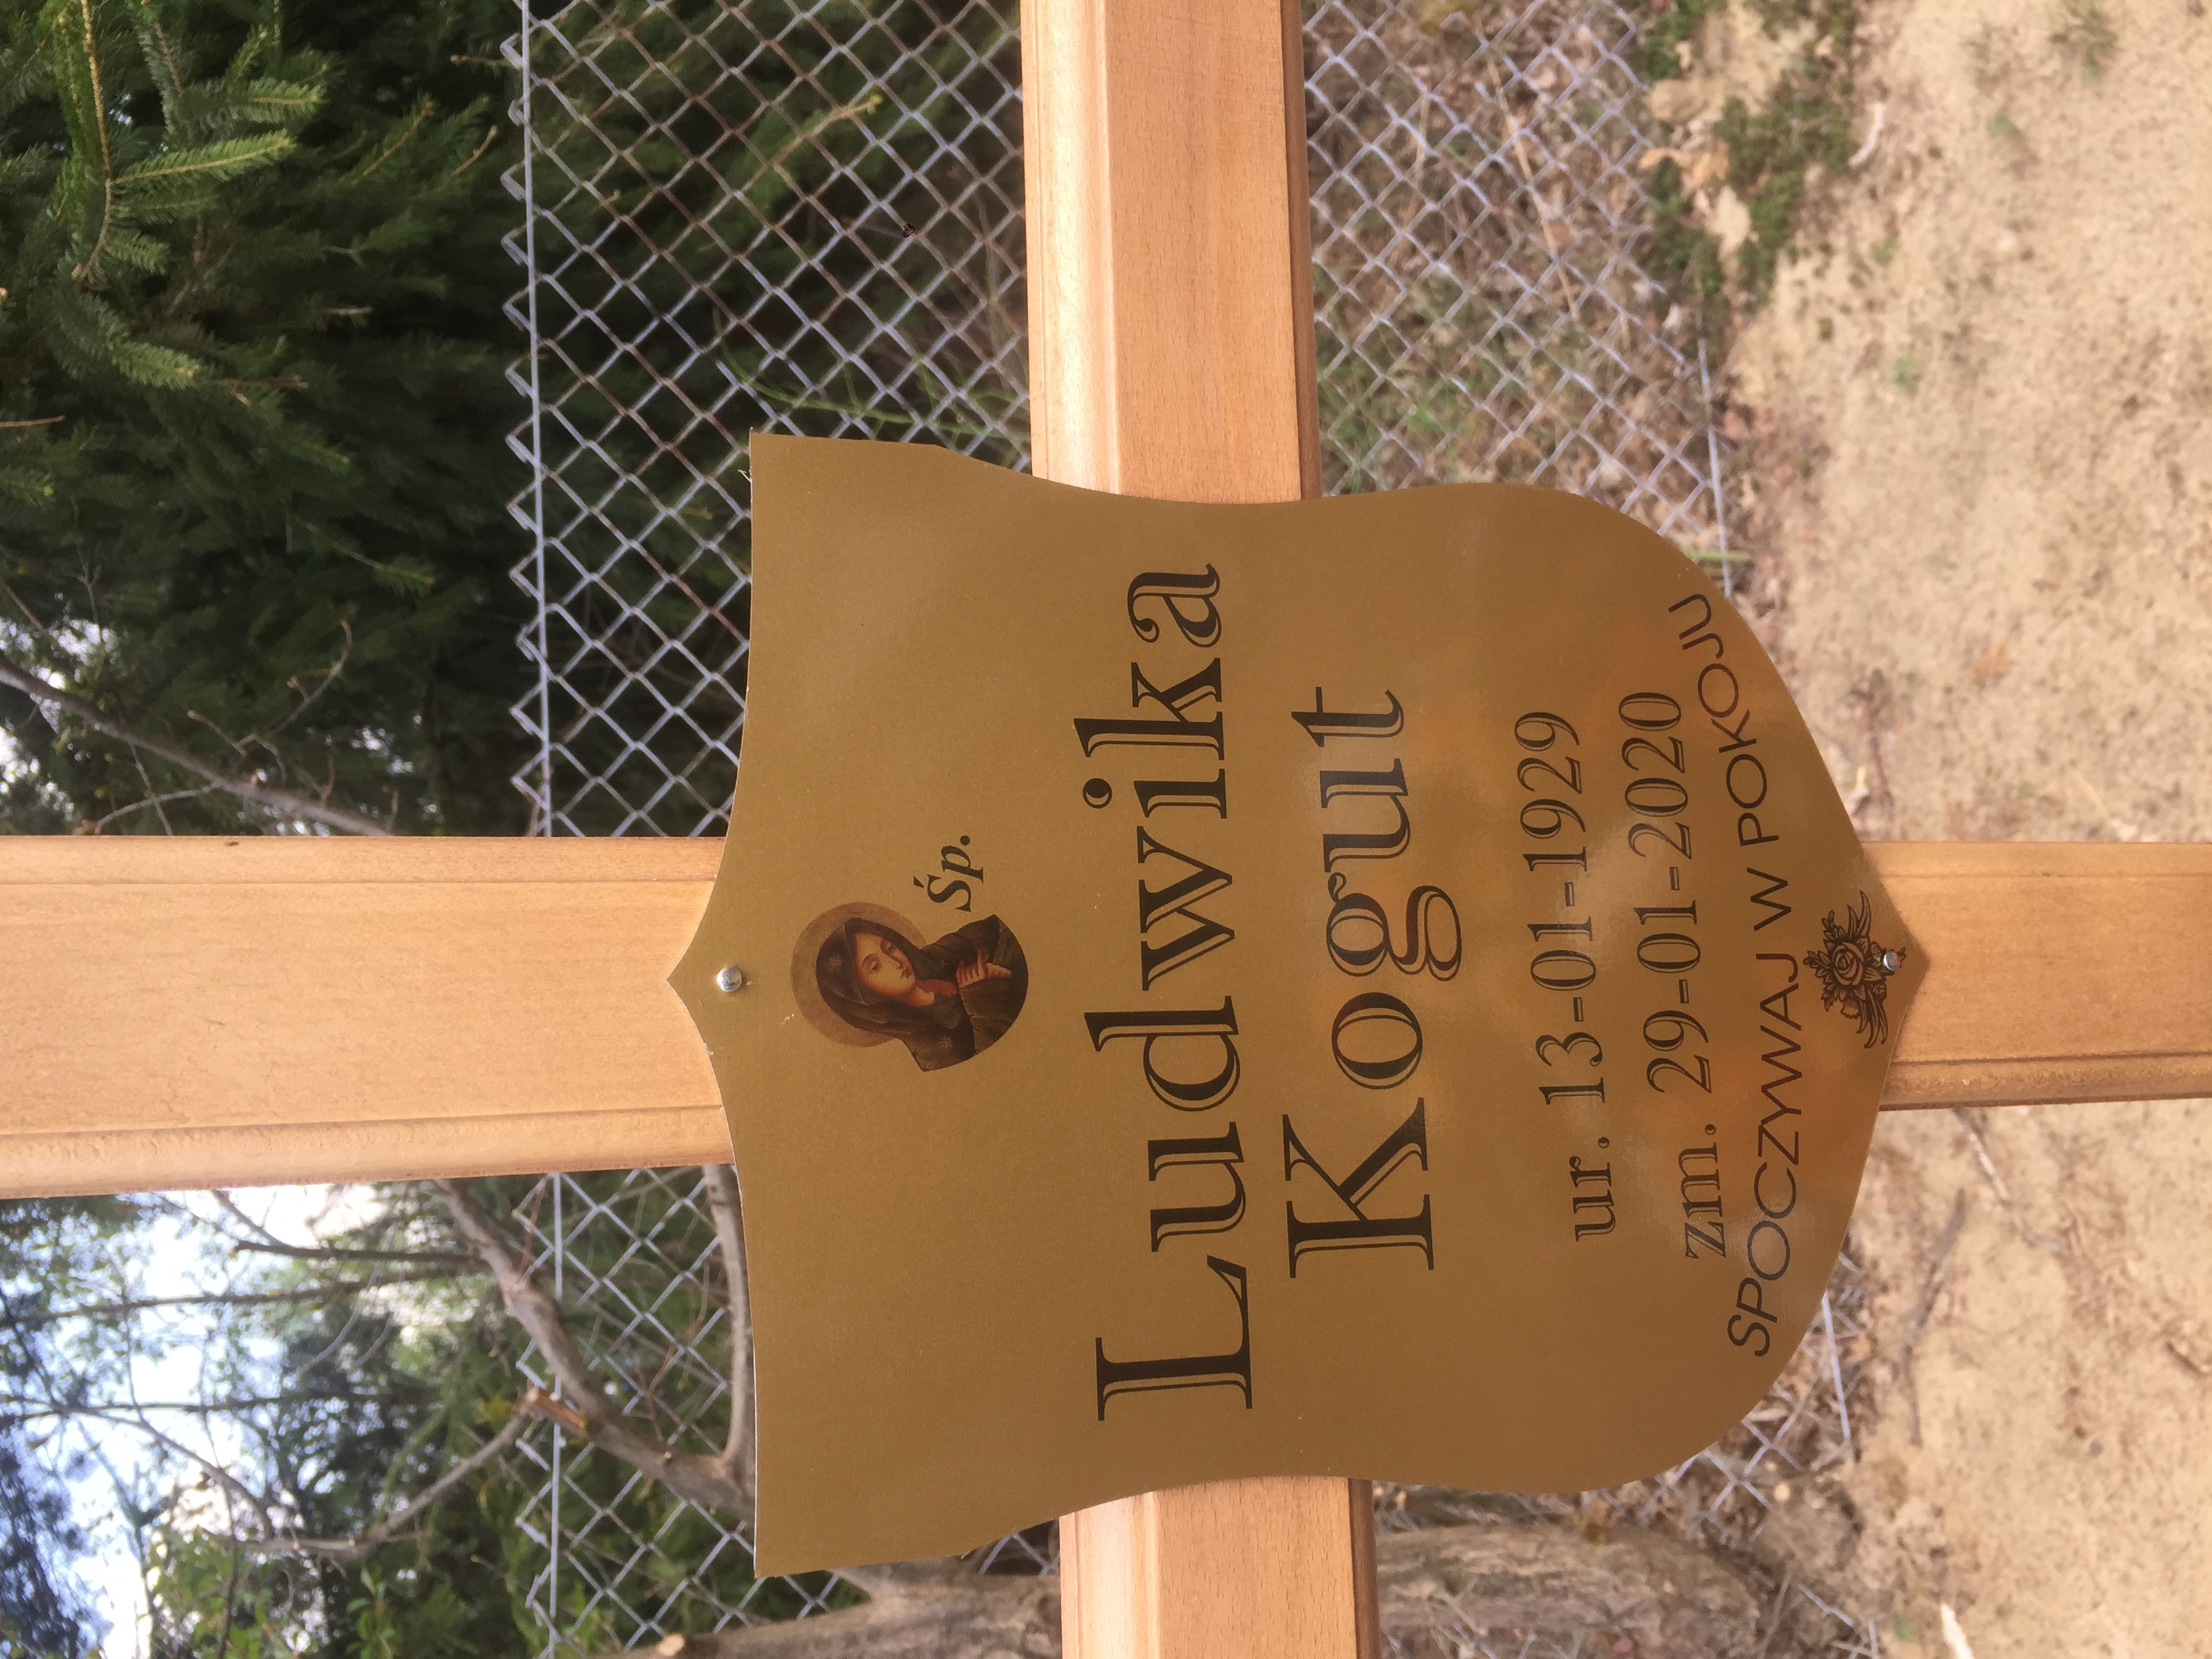 Śp.
Ludwika
Kogut
ur. 13-01-1929
zm. 29-01-2020
SPOCZYWAJ W POKOJU